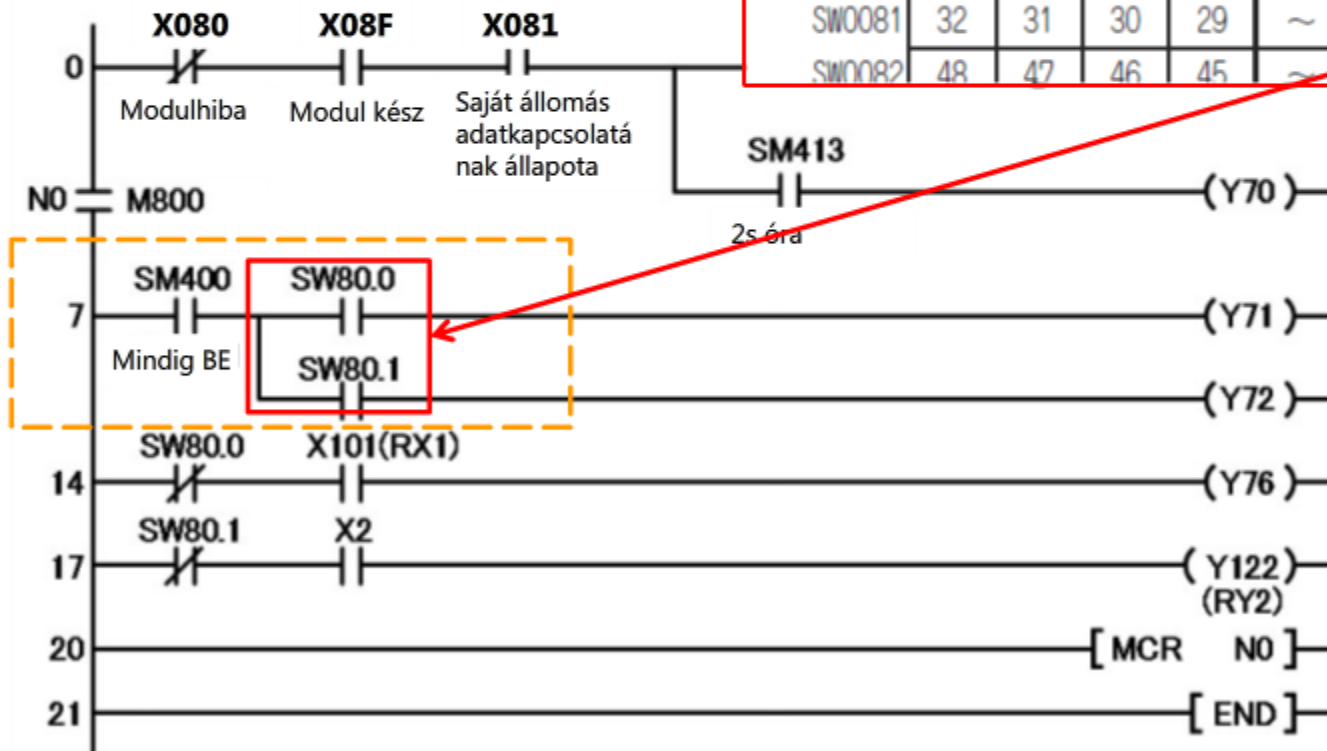 X080 X08F X081
SW0081 32 31 30 29 ~
0
SW0082 48 47 46 45 ~
Modulhiba Modul kész Saját állomás
adatkapcsolatá
nak állapota
SM413
N0 M800 (Y70)
2s óra
SM400 SW80.0
7 (Y71)
Mindig BE SW80.1
(Y72)
SW80.0 X101(RX1)
14 (Y76)
SW80.1 X2
17 (Y122)
(RY2)
20 [MCR N0]
21 [END]